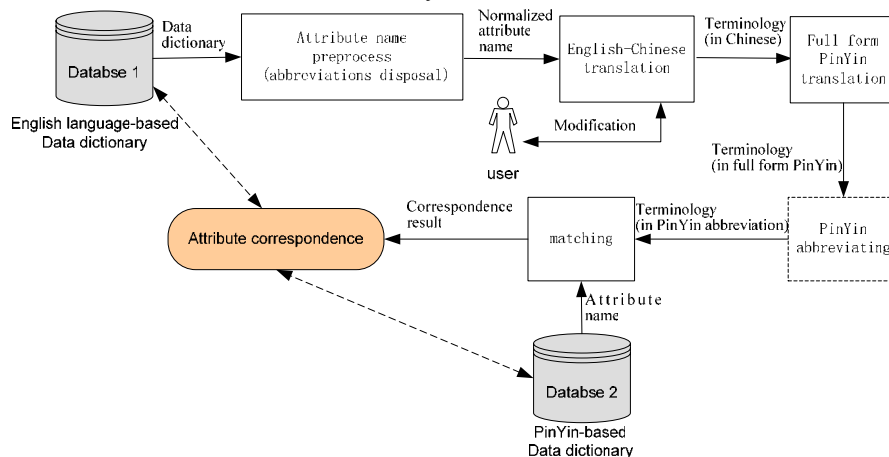 Databse 1
English language-based
Data dictionary
Data
dictionary
Attribute name
preprocess
(abbreviations disposal)
Normalized
attribute
name
English-Chinese
translation
Terminology
(in Chinese)
Full form
PinYin
translation
Modification
user
Terminology
(in full form PinYin)
PinYin
abbreviating
Terminology
(in PinYin abbreviation)
matching
Correspondence
result
Attribute correspondence
Attribute
name
Databse 2
PinYin-based
Data dictionary